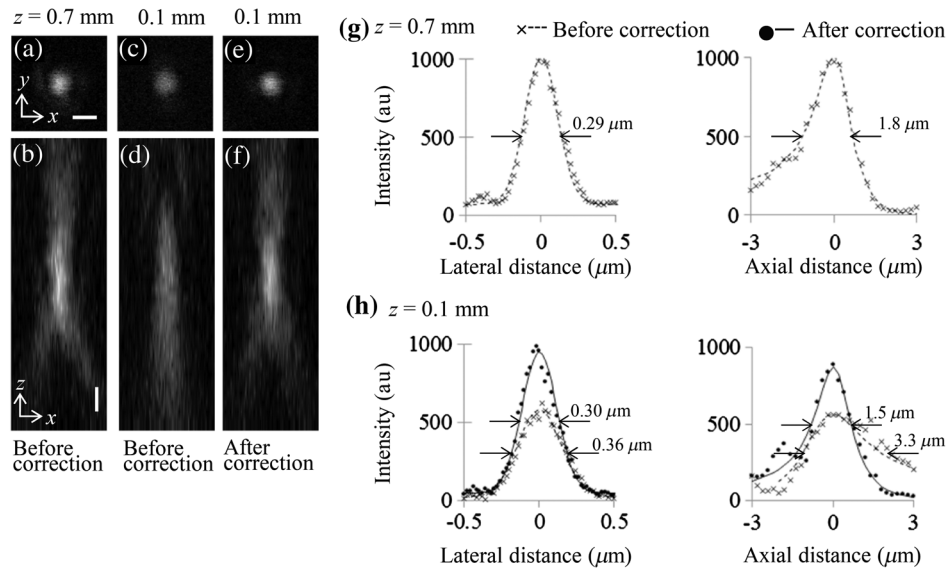 z = 0.7 mm 0.1 mm 0.1 mm
(a) (c) (e)
y
x
(b) (d) (f)
z
x
Before correction
Before correction
After correction
(g) z = 0.7 mm
--×-- Before correction
●— After correction
1000
500
0
Intensity (au)
0.29 μm
-0.5 0 0.5
Lateral distance (μm)
1000
500
0
1.8 μm
-3 0 3
Axial distance (μm)
(h) z = 0.1 mm
1000
500
0
Intensity (au)
0.30 μm
0.36 μm
-0.5 0 0.5
Lateral distance (μm)
1000
500
0
1.5 μm
3.3 μm
-3 0 3
Axial distance (μm)